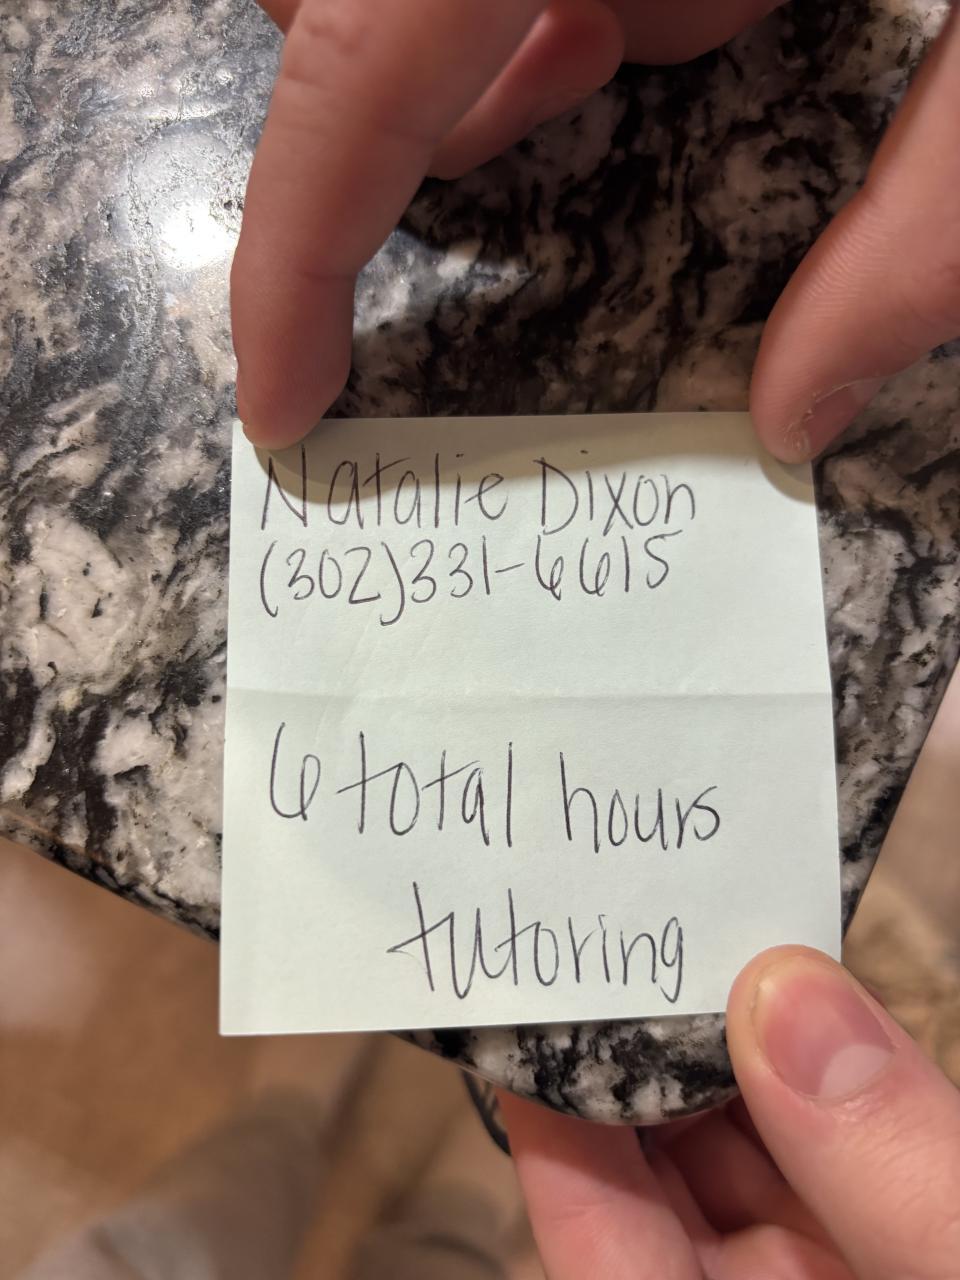 Natalie Dixon
(302)331-6615
6 total hours
tutoring